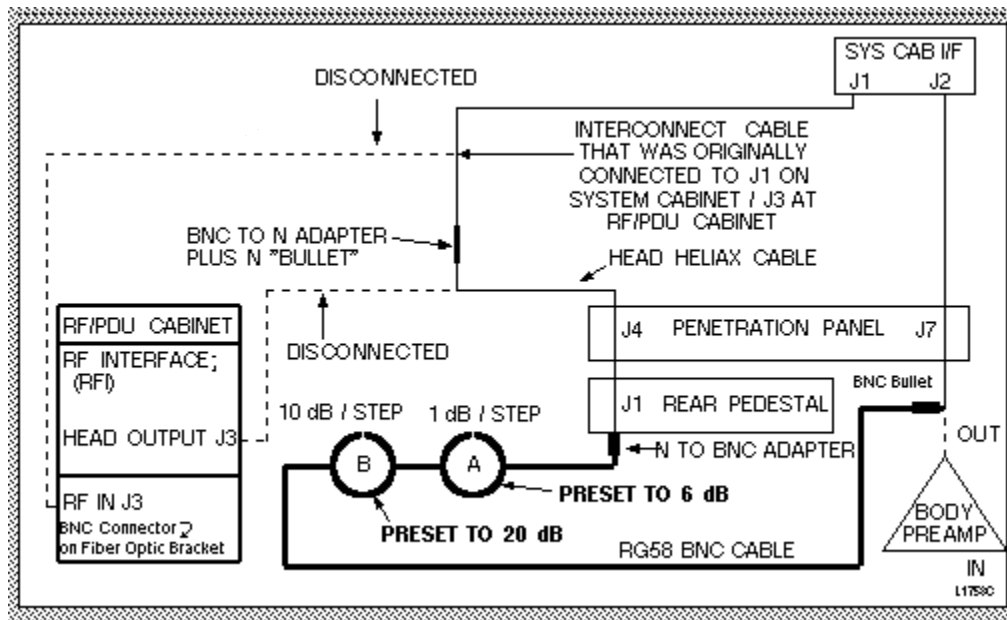 SYS CAB I/F
J1 J2
DISCONNECTED
INTERCONNECT CABLE
THAT WAS ORIGINALLY
CONNECTED TO J1 ON
SYSTEM CABINET / J3 AT
RF/PDU CABINET
BNC TO N ADAPTER
PLUS N "BULLET"
HEAD HELIAX CABLE
RF/PDU CABINET
J4 PENETRATION PANEL J7
RF INTERFACE;
(RFI)
DISCONNECTED
BNC Bullet
10 dB / STEP 1 dB / STEP
J1 REAR PEDESTAL
HEAD OUTPUT J3
OUT
B A
N TO BNC ADAPTER
PRESET TO 6 dB
RF IN J3
BNC Connector
on Fiber Optic Bracket
PRESET TO 20 dB
BODY
PREAMP
RG58 BNC CABLE
IN
L1758C